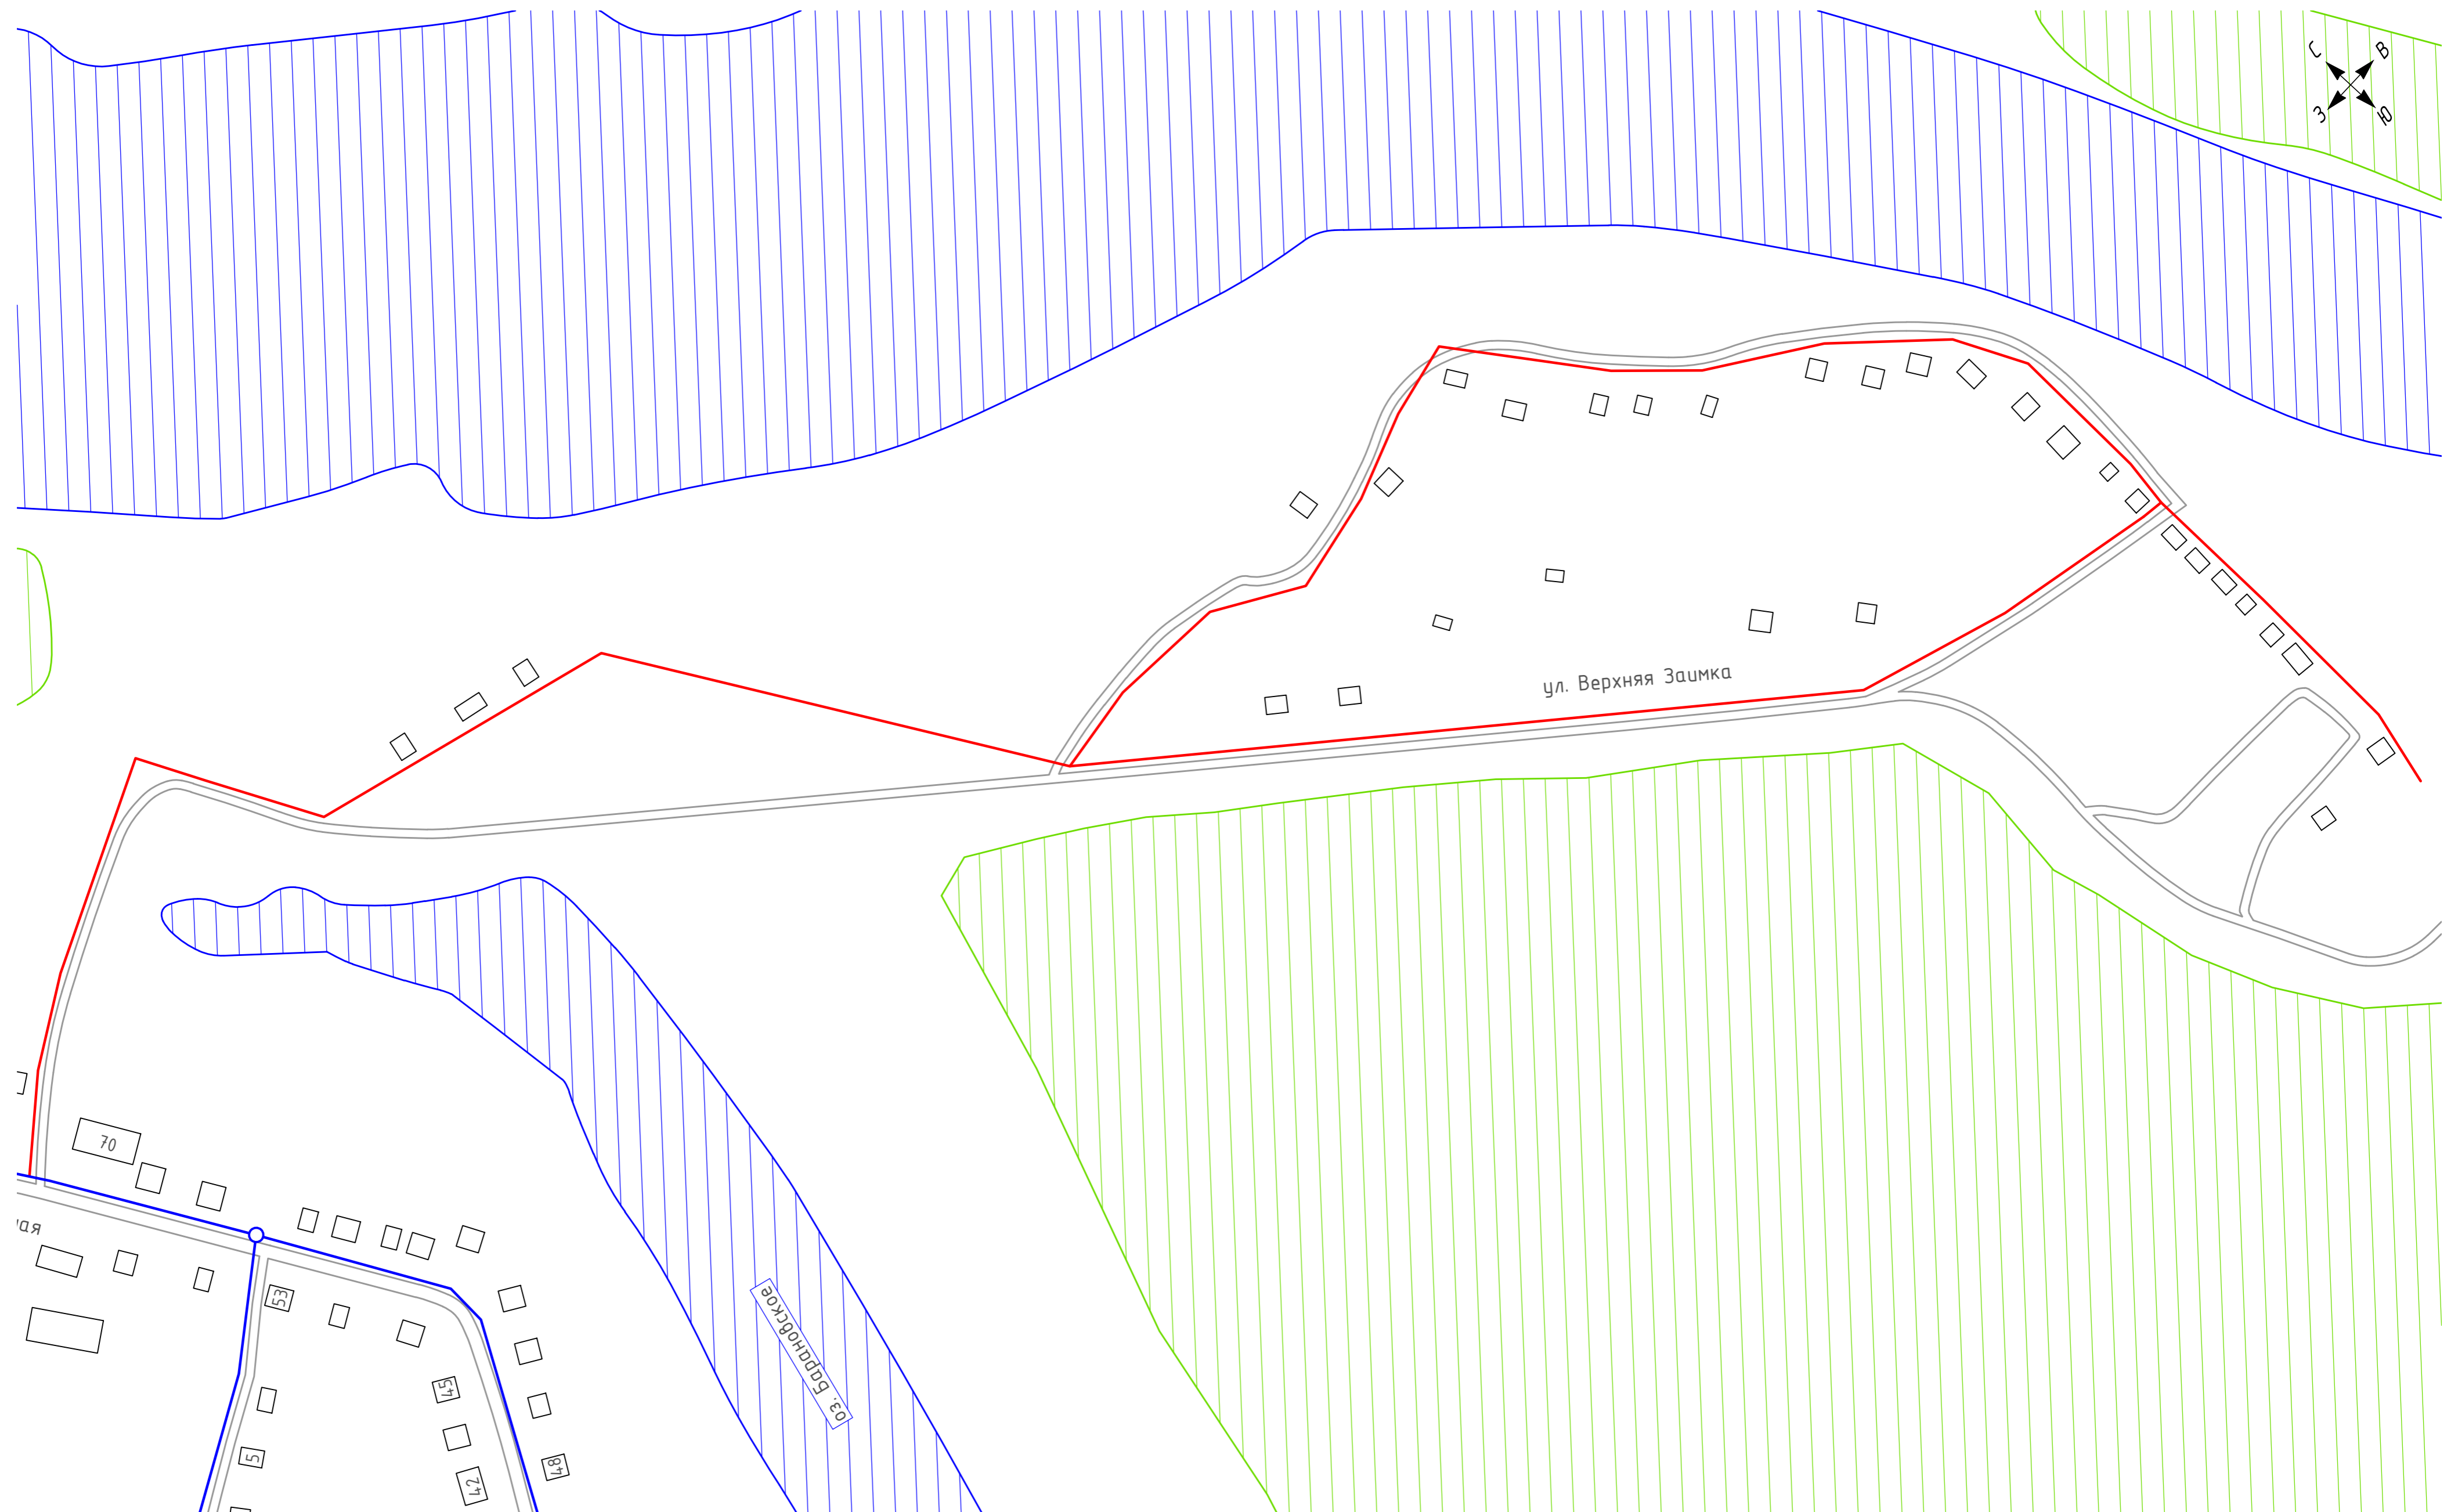 С В
З Ю
ул. Верхняя Заимка
70
ая
53
45
5
42
48
оз. Барановское